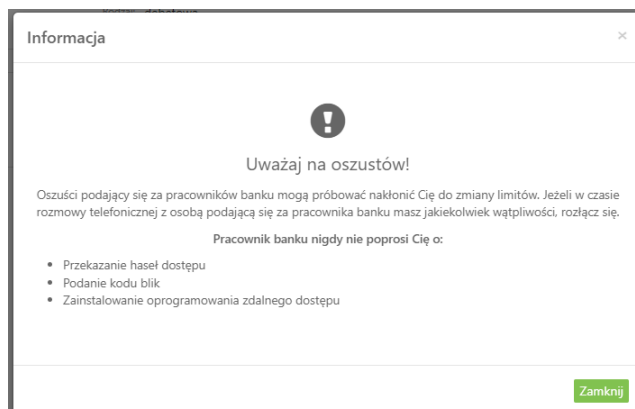 debetowa
Informacja
×
Uważaj na oszustów!
Oszuści podający się za pracowników banku mogą próbować nakłonić Cię do zmiany limitów. Jeżeli w czasie
rozmowy telefonicznej z osobą podającą się za pracownika banku masz jakiekolwiek wątpliwości, rozłącz się.
Pracownik banku nigdy nie poprosi Cię o:
• Przekazanie haseł dostępu
• Podanie kodu blik
• Zainstalowanie oprogramowania zdalnego dostępu
Zamknij